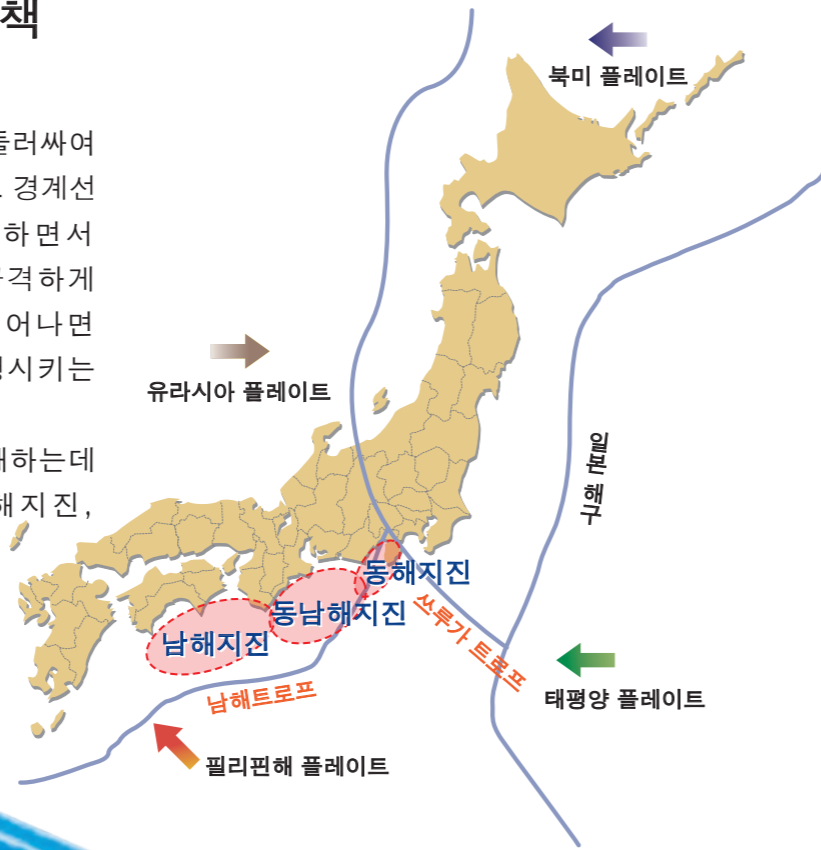 책
북미 플레이트
둘러싸여
경계선
하면서
격하게
어나면
시키는
하는데
해지진,
유라시아 플레이트
일본해구
동해지진
동남해지진
남해지진
쓰루가 트로프
남해트로프
태평양 플레이트
필리핀해 플레이트